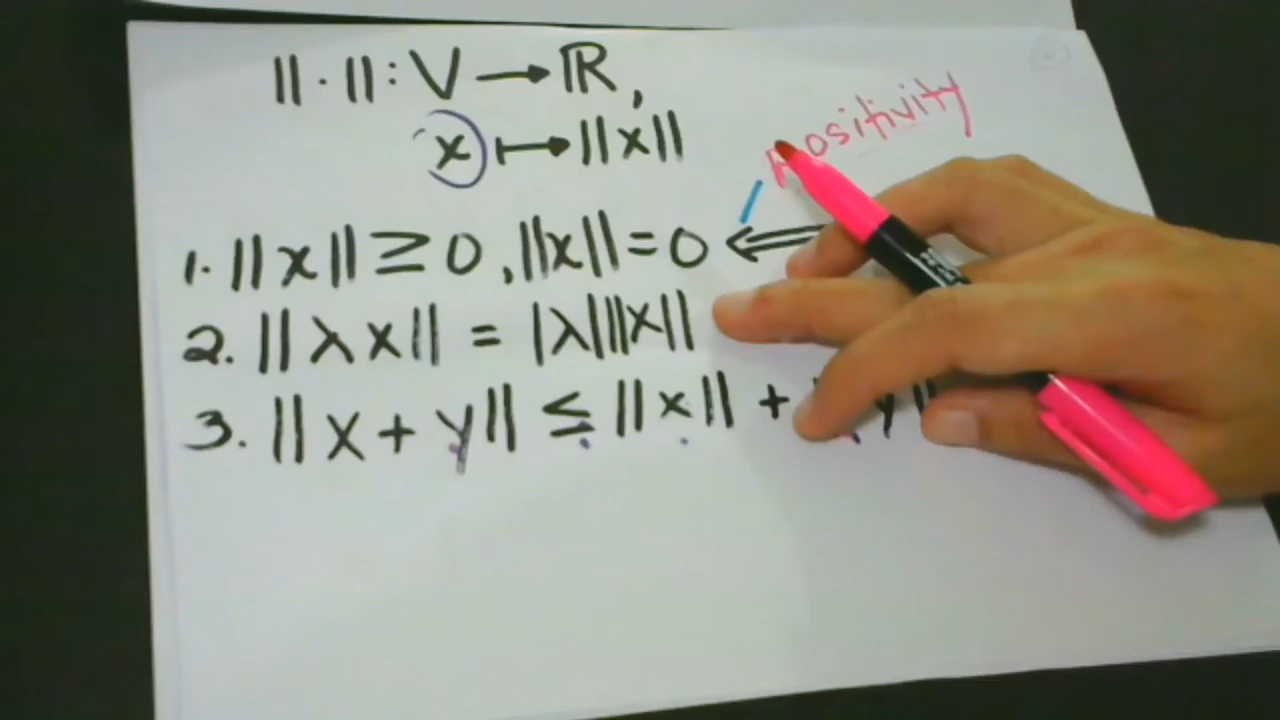 ||·|| : V → ℝ,
x ↦ ||x||
positivity
1. ||x|| ≥ 0, ||x|| = 0 ⇐
2. ||λx|| = |λ| ||x||
3. ||x + y|| ≤ ||x|| + y||